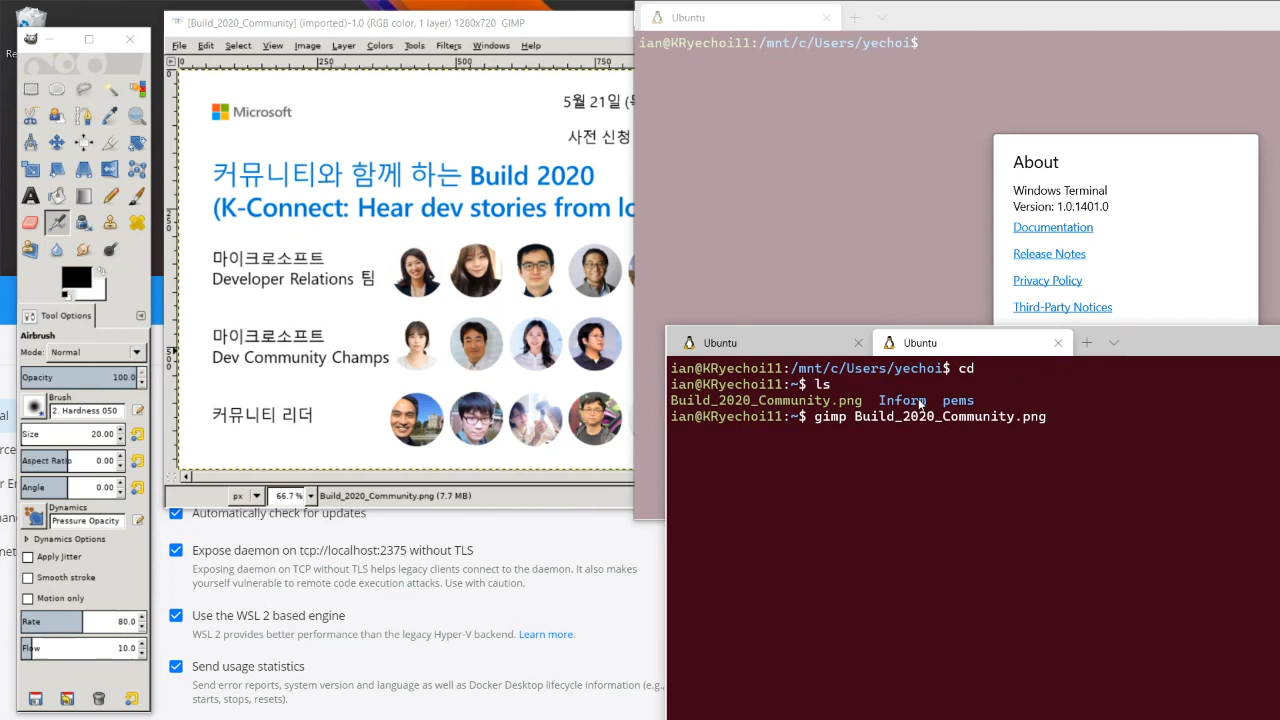 [Build_2020_Community] (imported)-1.0 (RGB color, 1 layer) 1280x720 GIMP
File Edit Select View Image Layer Colors Tools Windows Filters Help
0 250 500 750
Microsoft
5월 21일
사전 신청
커뮤니티와 함께 하는 Build 2020
(K-Connect: Hear dev stories from
마이크로소프트
Developer Relations 팀
마이크로소프트
Dev Community Champs
커뮤니티 리더
px 66.7 % Build_2020_Community.png (7.7 MB)
Tool Options
Airbrush
Mode: Normal
Opacity 100.0
Brush
2. Hardness 050
Size 20.00
Aspect Ratio 0.00
Angle 0.00
Dynamics
Pressure Opacity
Dynamics Options
Apply Jitter
Smooth stroke
Motion only
Rate 80.0
Flow 10.0
Automatically check for updates
Expose daemon on tcp://localhost:2375 without TLS
Exposing daemon on TCP without TLS helps legacy clients connect to the daemon. It also makes
yourself vulnerable to remote code execution attacks. Use with caution.
Use the WSL 2 based engine
WSL 2 provides better performance than the legacy Hyper-V backend. Learn more.
Send usage statistics
Send error reports, system version and language as well as Docker Desktop lifecycle information (e.g.,
starts, stops, resets).
Ubuntu
ian@KRyechoi11:/mnt/c/Users/yechoi$
About
Windows Terminal
Version: 1.0.1401.0
Documentation
Release Notes
Privacy Policy
Third-Party Notices
Ubuntu Ubuntu
ian@KRyechoi11:/mnt/c/Users/yechoi$ cd
ian@KRyechoi11:~$ ls
Build_2020_Community.png Inform pems
ian@KRyechoi11:~$ gimp Build_2020_Community.png